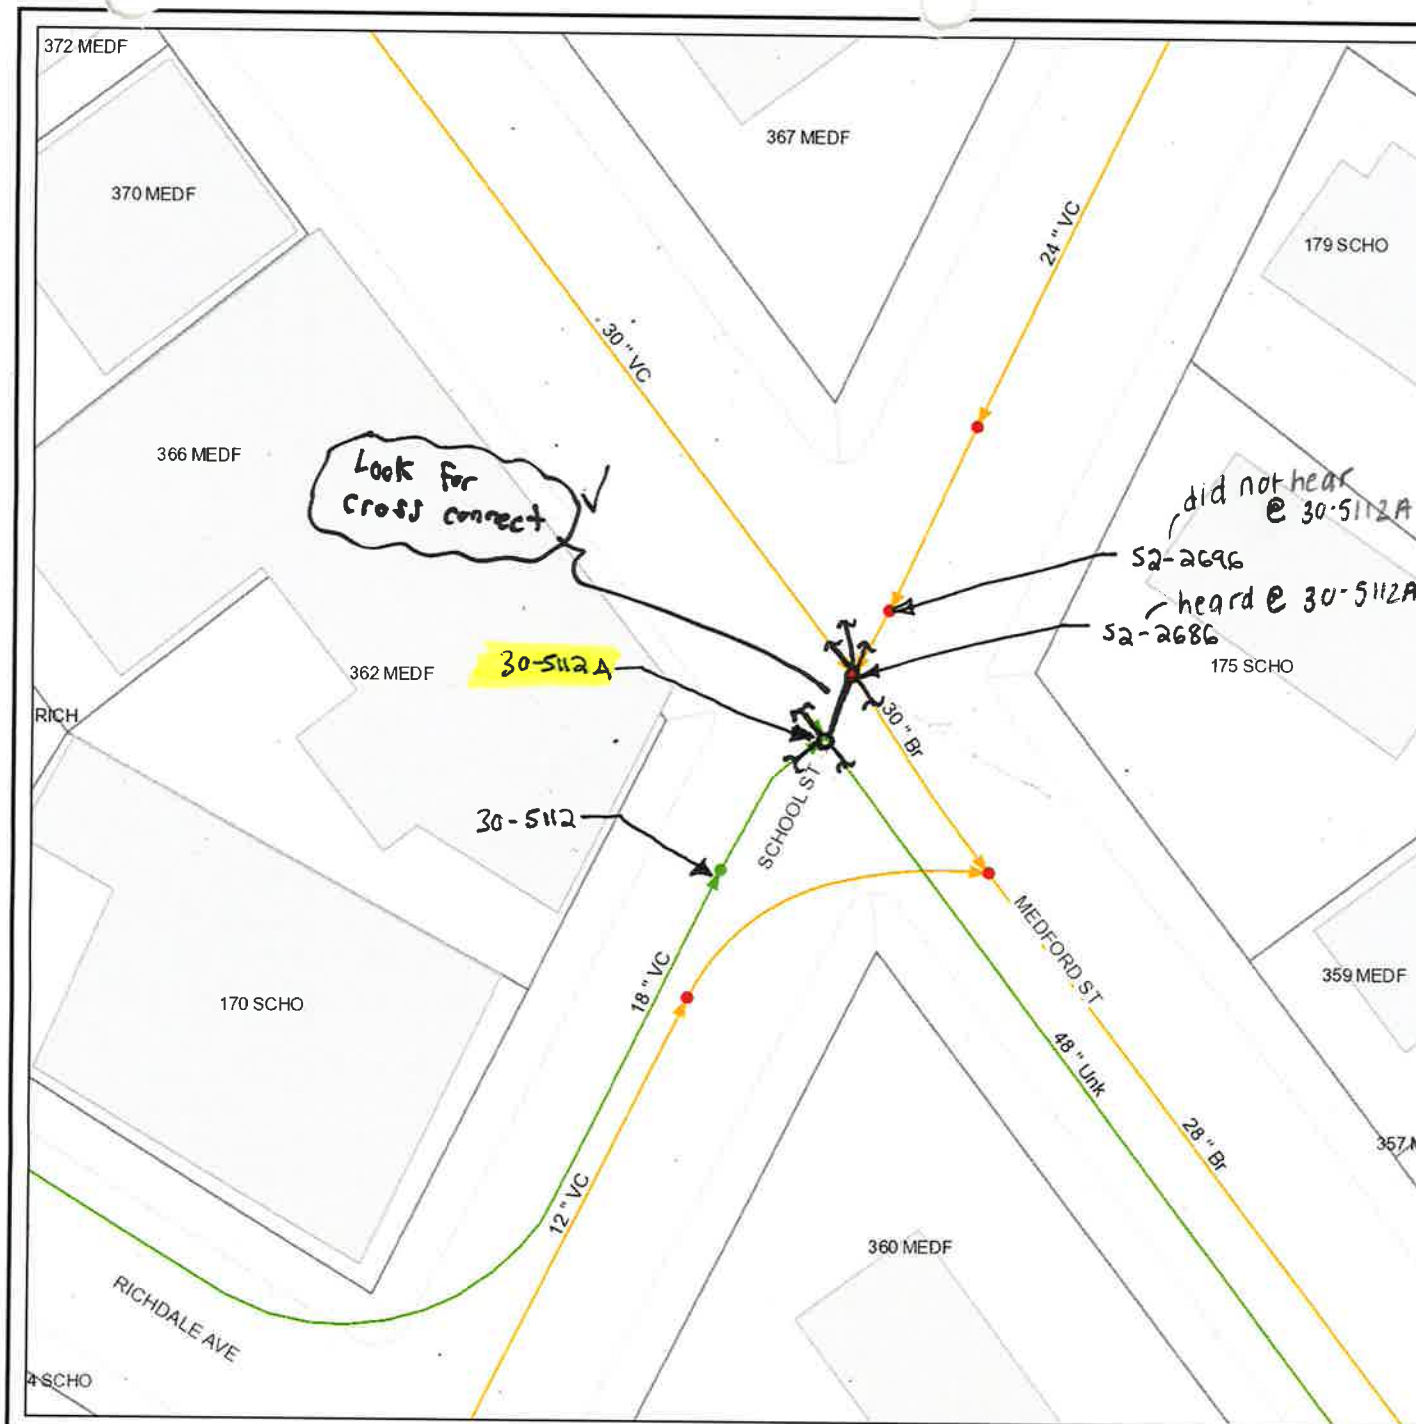 372 MEDF
367 MEDF
370 MEDF
24 " VC
179 SCHO
30 " VC
366 MEDF
Look for
cross connect
did not hear
@ 30-5112A
S2-2696
heard @ 30-5112A
S2-2686
30-5112A
362 MEDF
175 SCHO
RICH
30 " Br
SCHOOL ST
30-5112
MEDFORD ST
18 " VC
359 MEDF
170 SCHO
48 " Unk
28 " Br
357 M
12 " VC
360 MEDF
RICHDALE AVE
4 SCHO